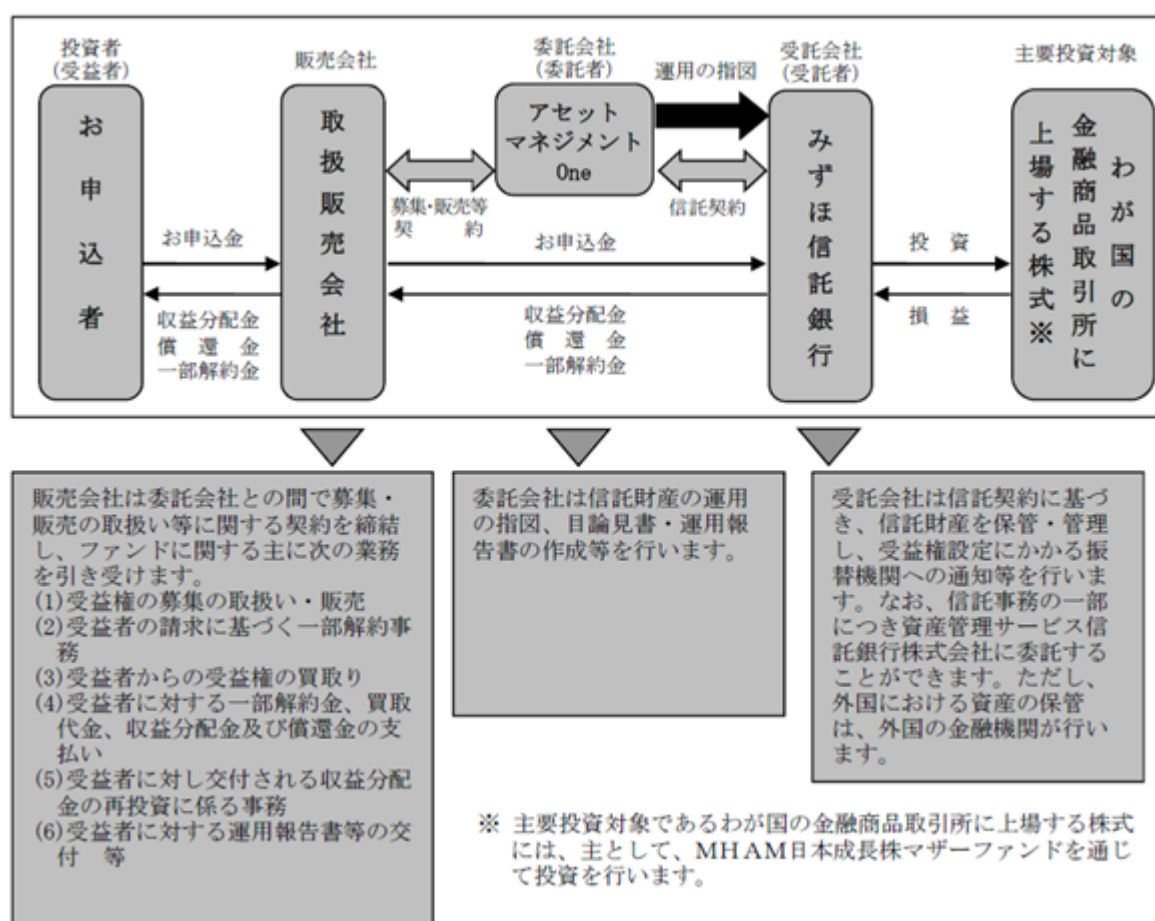 投資者
(受益者)
お申込者
販売会社
取扱販売会社
委託会社
(委託者)
アセット
マネジメント
One
運用の指図
受託会社
(受託者)
みずほ信託銀行
主要投資対象
わが国の
金融商品取引所に
上場する株式※
募集・販売等
契 約
信託契約
お申込金
収益分配金
償 還 金
一部解約金
お申込金
収益分配金
償 還 金
一部解約金
投 資
損 益
販売会社は委託会社との間で募集・
販売の取扱い等に関する契約を締結
し、ファンドに関する主に次の業務
を引き受けます。
(1)受益権の募集の取扱い・販売
(2)受益者の請求に基づく一部解約事
務
(3)受益者からの受益権の買取り
(4)受益者に対する一部解約金、買取
代金、収益分配金及び償還金の支
払い
(5)受益者に対し交付される収益分配
金の再投資に係る事務
(6)受益者に対する運用報告書等の交
付 等
委託会社は信託財産の運用
の指図、目論見書・運用報
告書の作成等を行います。
受託会社は信託契約に基づ
き、信託財産を保管・管理
し、受益権設定にかかる振
替機関への通知等を行いま
す。なお、信託事務の一部
につき資産管理サービス信
託銀行株式会社に委託する
ことができます。ただし、
外国における資産の保管
は、外国の金融機関が行い
ます。
※ 主要投資対象であるわが国の金融商品取引所に上場する株式
には、主として、MHAM日本成長株マザーファンドを通じ
て投資を行います。